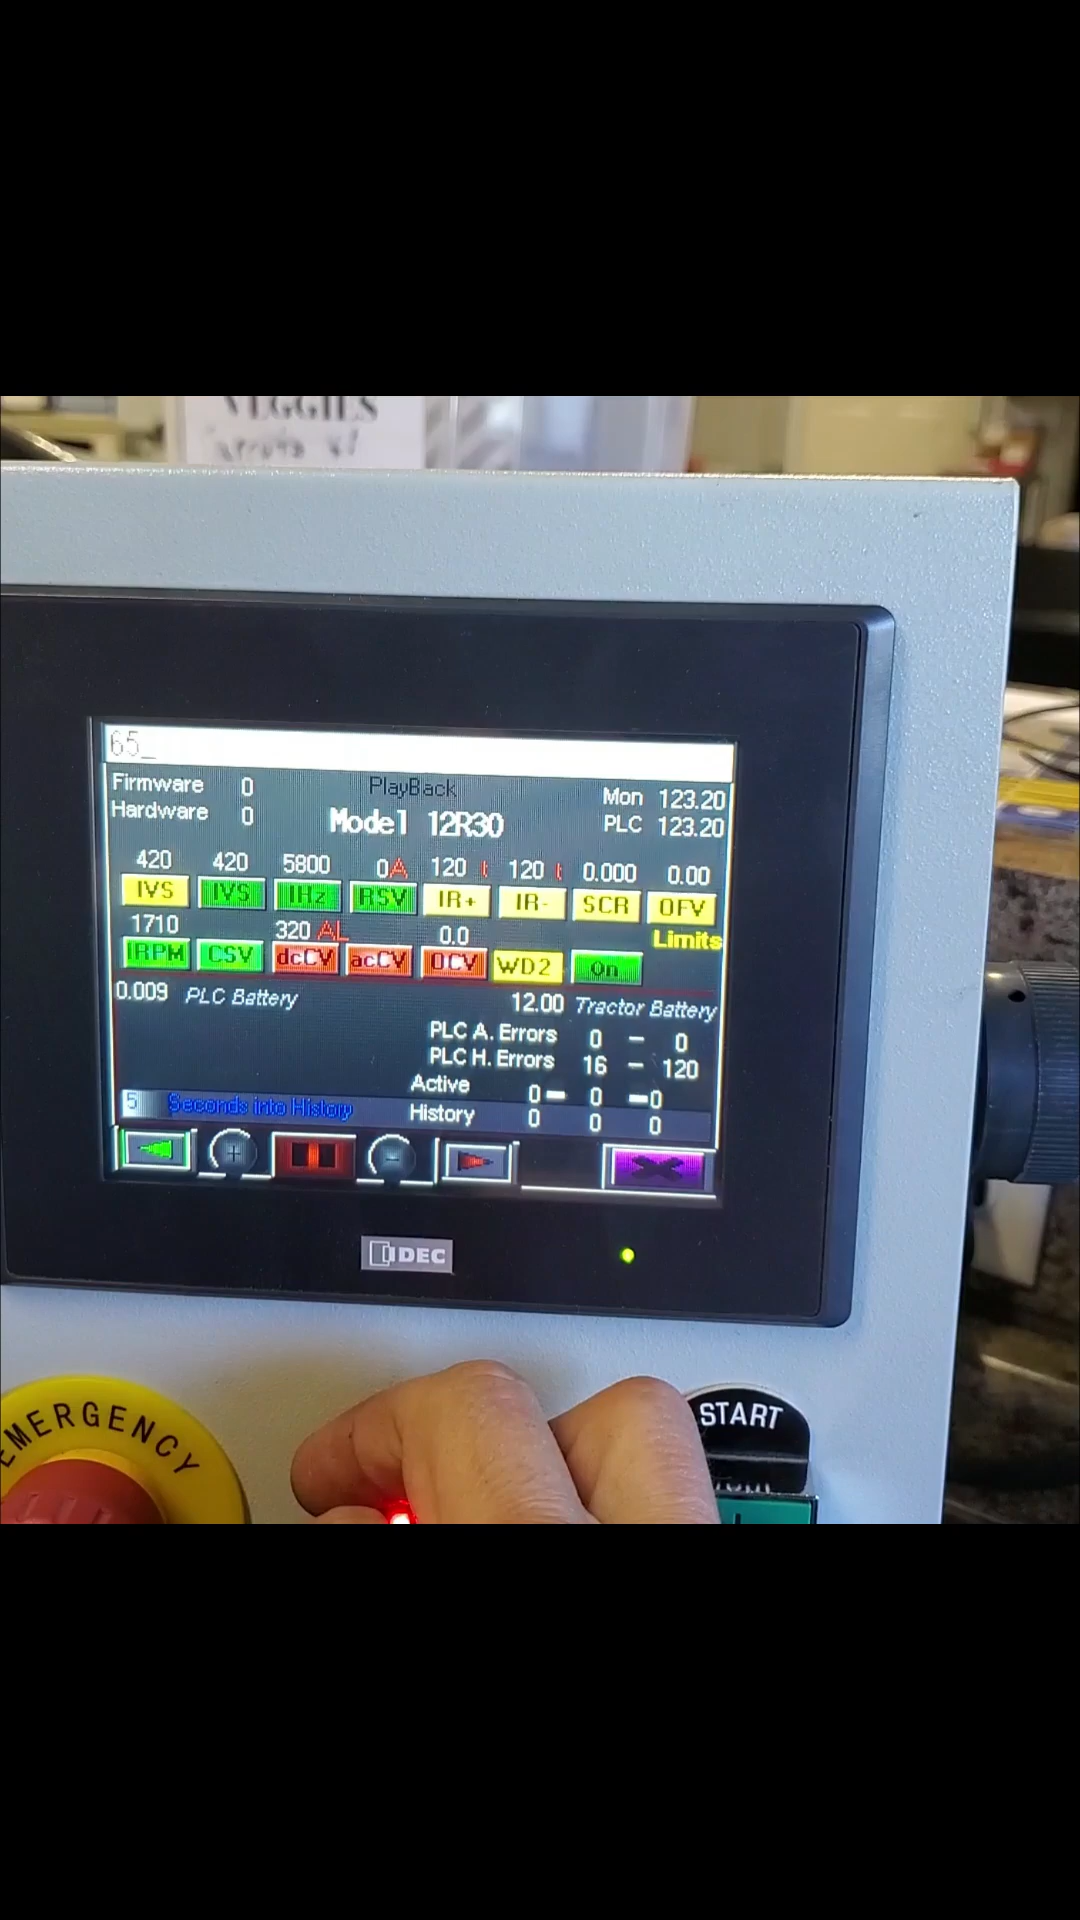 VEGGIES
65_
Firmware 0 PlayBack Mon 123.20
Hardware 0 Model 12R30 PLC 123.20
420 420 5800 0A 120 t 120 t 0.000 0.00
IVS IVS IHz RSV IR+ IR- SCR OFV
1710 320 AL 0.0 Limits
IRPM CSV dcCV acCV OCV WD2 On
0.009 PLC Battery 12.00 Tractor Battery
PLC A. Errors 0 - 0
PLC H. Errors 16 - 120
Active 0 - 0 - 0
5 Seconds into History History 0 0 0
+ -
IDEC
EMERGENCY
START